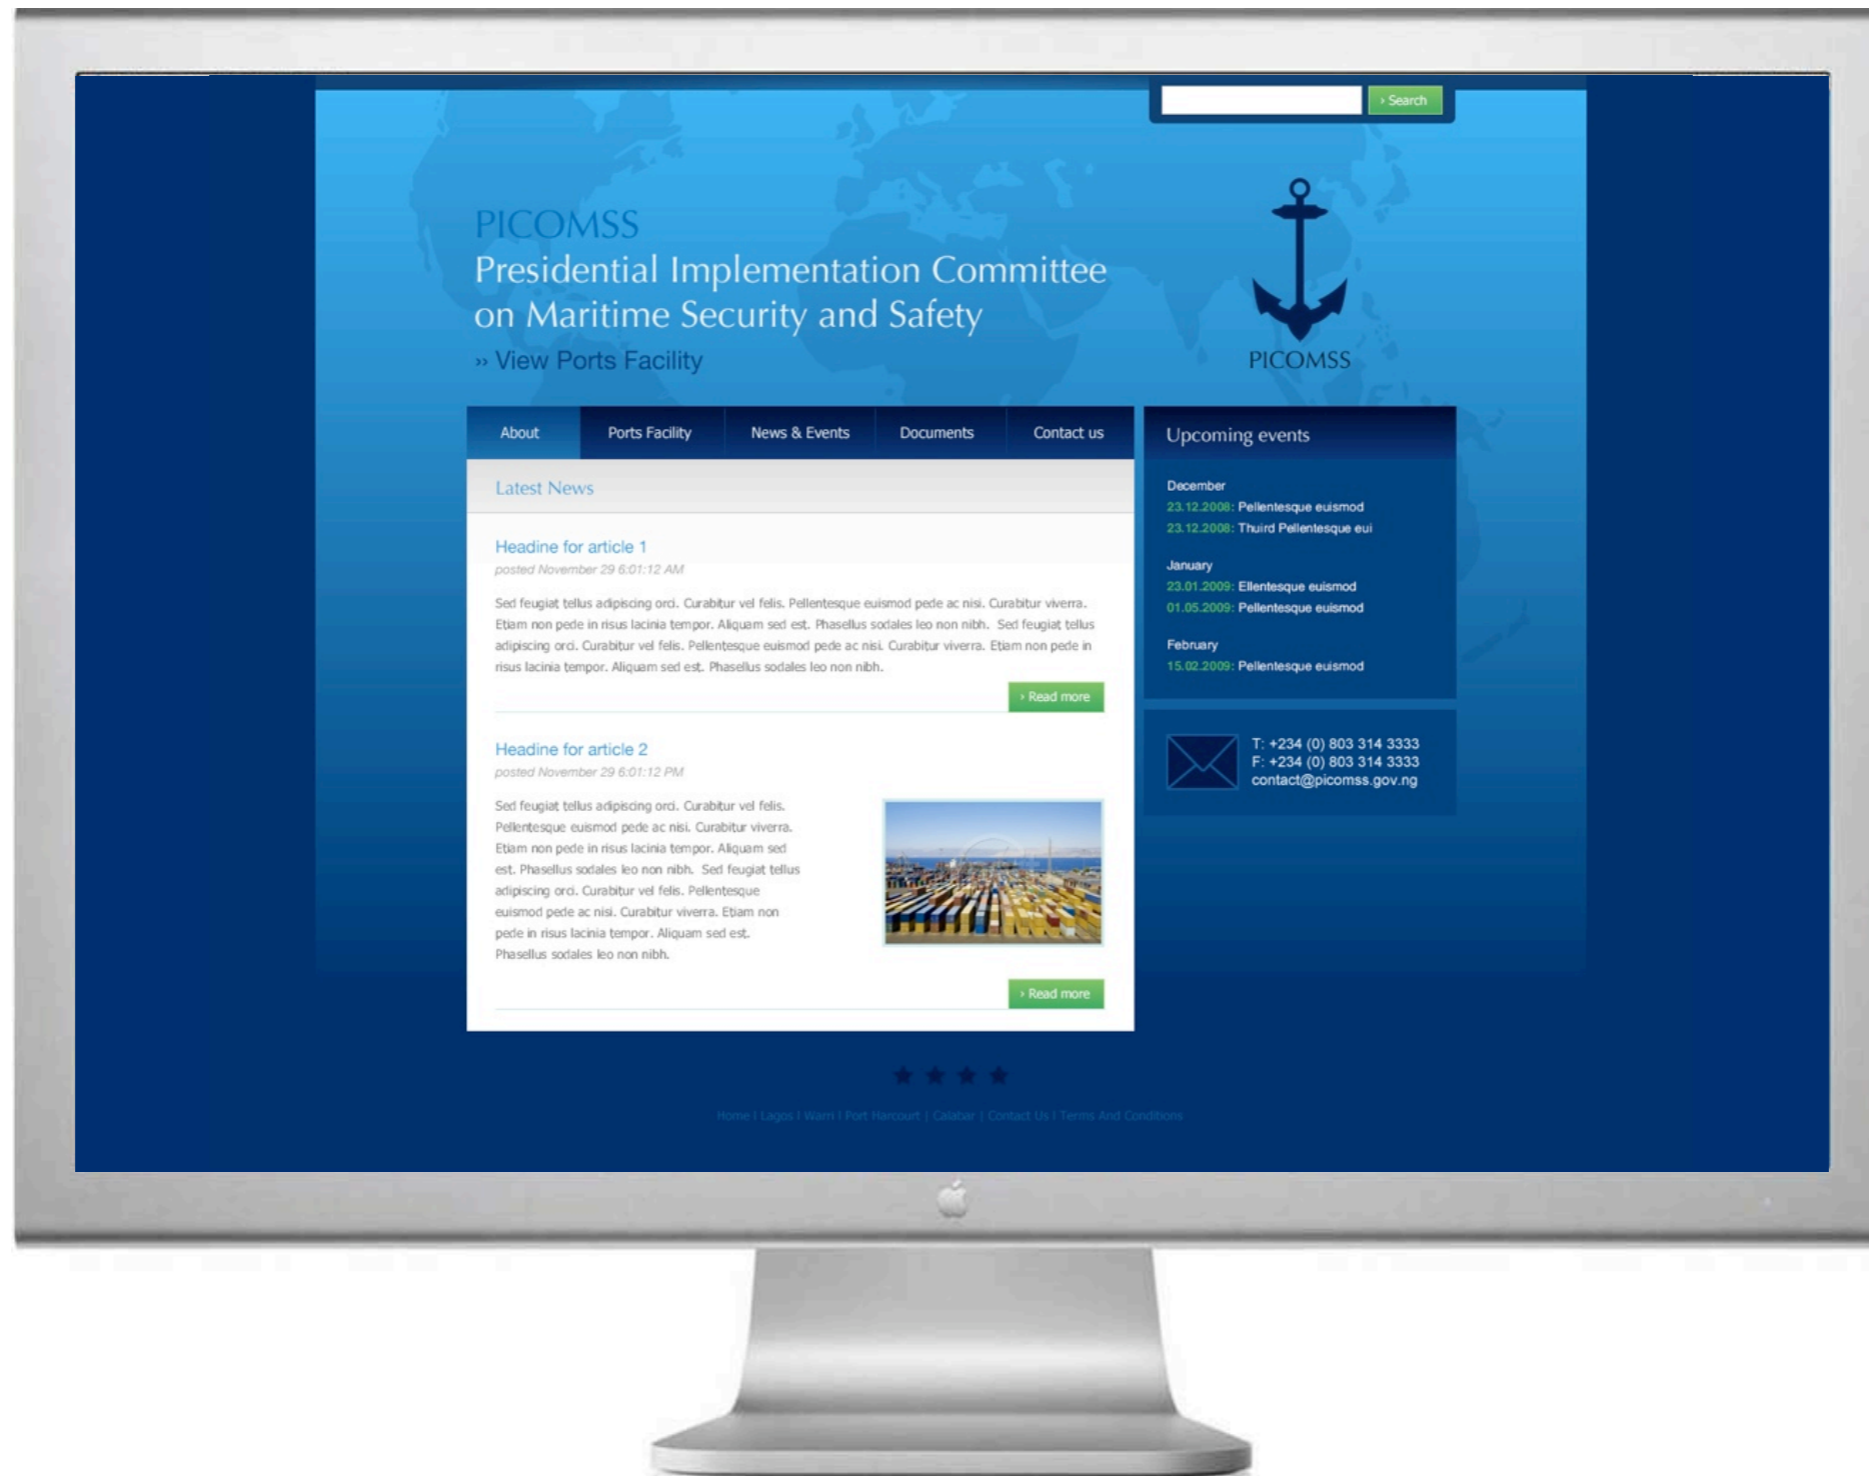 › Search
PICOMSS
Presidential Implementation Committee
on Maritime Security and Safety
›› View Ports Facility
PICOMSS
About
Ports Facility
News & Events
Documents
Contact us
Latest News
Headine for article 1
posted November 29 6:01:12 AM
Sed feugiat tellus adipiscing orci. Curabitur vel felis. Pellentesque euismod pede ac nisi. Curabitur viverra.
Etiam non pede in risus lacinia tempor. Aliquam sed est. Phasellus sodales leo non nibh. Sed feugiat tellus
adipiscing orci. Curabitur vel felis. Pellentesque euismod pede ac nisi. Curabitur viverra. Etiam non pede in
risus lacinia tempor. Aliquam sed est. Phasellus sodales leo non nibh.
› Read more
Headine for article 2
posted November 29 6:01:12 PM
Sed feugiat tellus adipiscing orci. Curabitur vel felis.
Pellentesque euismod pede ac nisi. Curabitur viverra.
Etiam non pede in risus lacinia tempor. Aliquam sed
est. Phasellus sodales leo non nibh. Sed feugiat tellus
adipiscing orci. Curabitur vel felis. Pellentesque
euismod pede ac nisi. Curabitur viverra. Etiam non
pede in risus lacinia tempor. Aliquam sed est.
Phasellus sodales leo non nibh.
› Read more
Upcoming events
December
23.12.2008: Pellentesque euismod
23.12.2008: Thuird Pellentesque eui
January
23.01.2009: Ellentesque euismod
01.05.2009: Pellentesque euismod
February
15.02.2009: Pellentesque euismod
T: +234 (0) 803 314 3333
F: +234 (0) 803 314 3333
contact@picomss.gov.ng
Home | Lagos | Warri | Port Harcourt | Calabar | Contact Us | Terms And Conditions